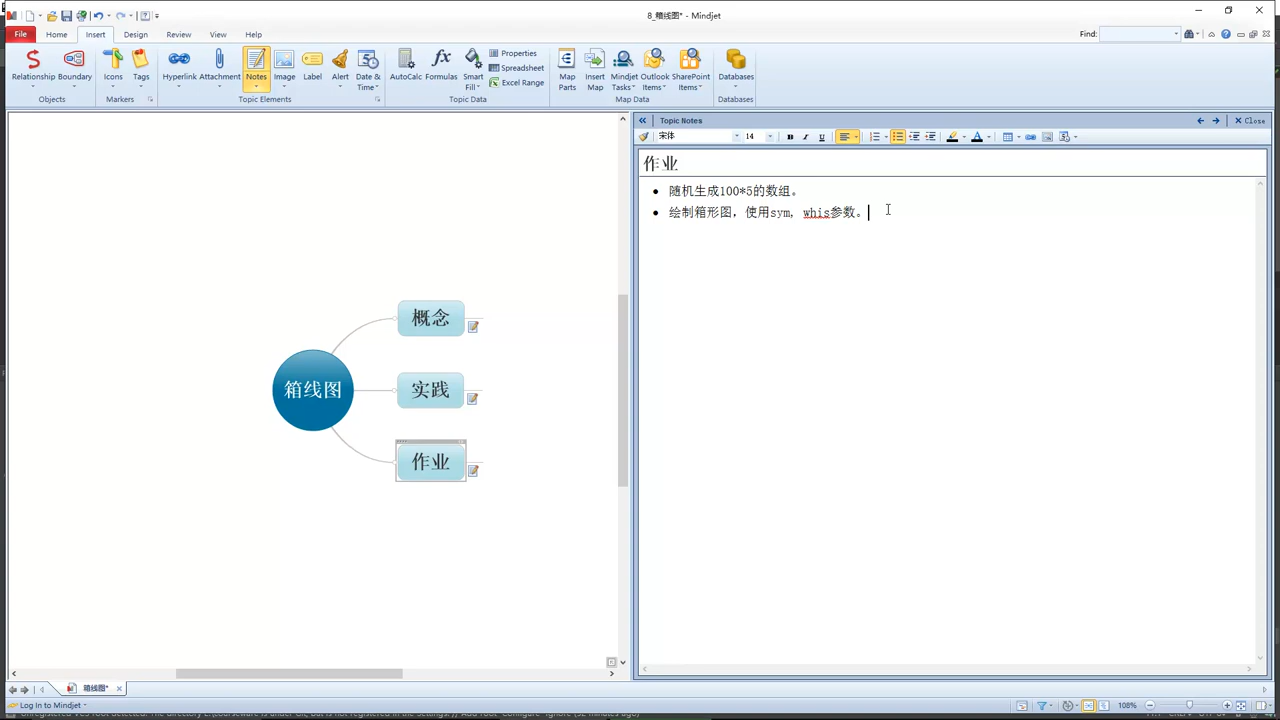 8_箱线图* - Mindjet
File
Home
Insert
Design
Review
View
Help
Find:
Relationship
Boundary
Icons
Tags
Hyperlink
Attachment
Notes
Image
Label
Alert
Date & Time
AutoCalc
Formulas
Smart Fill
Properties
Spreadsheet
Excel Range
Map Parts
Insert Map
Mindjet Tasks
Outlook Items
SharePoint Items
Databases
Objects
Markers
Topic Elements
Topic Data
Map Data
Databases
Topic Notes
Close
宋体
14
B
I
U
作业
随机生成100*5的数组。
绘制箱形图，使用sym, whis参数。
概念
箱线图
实践
作业
箱线图*
Log In to Mindjet
108%